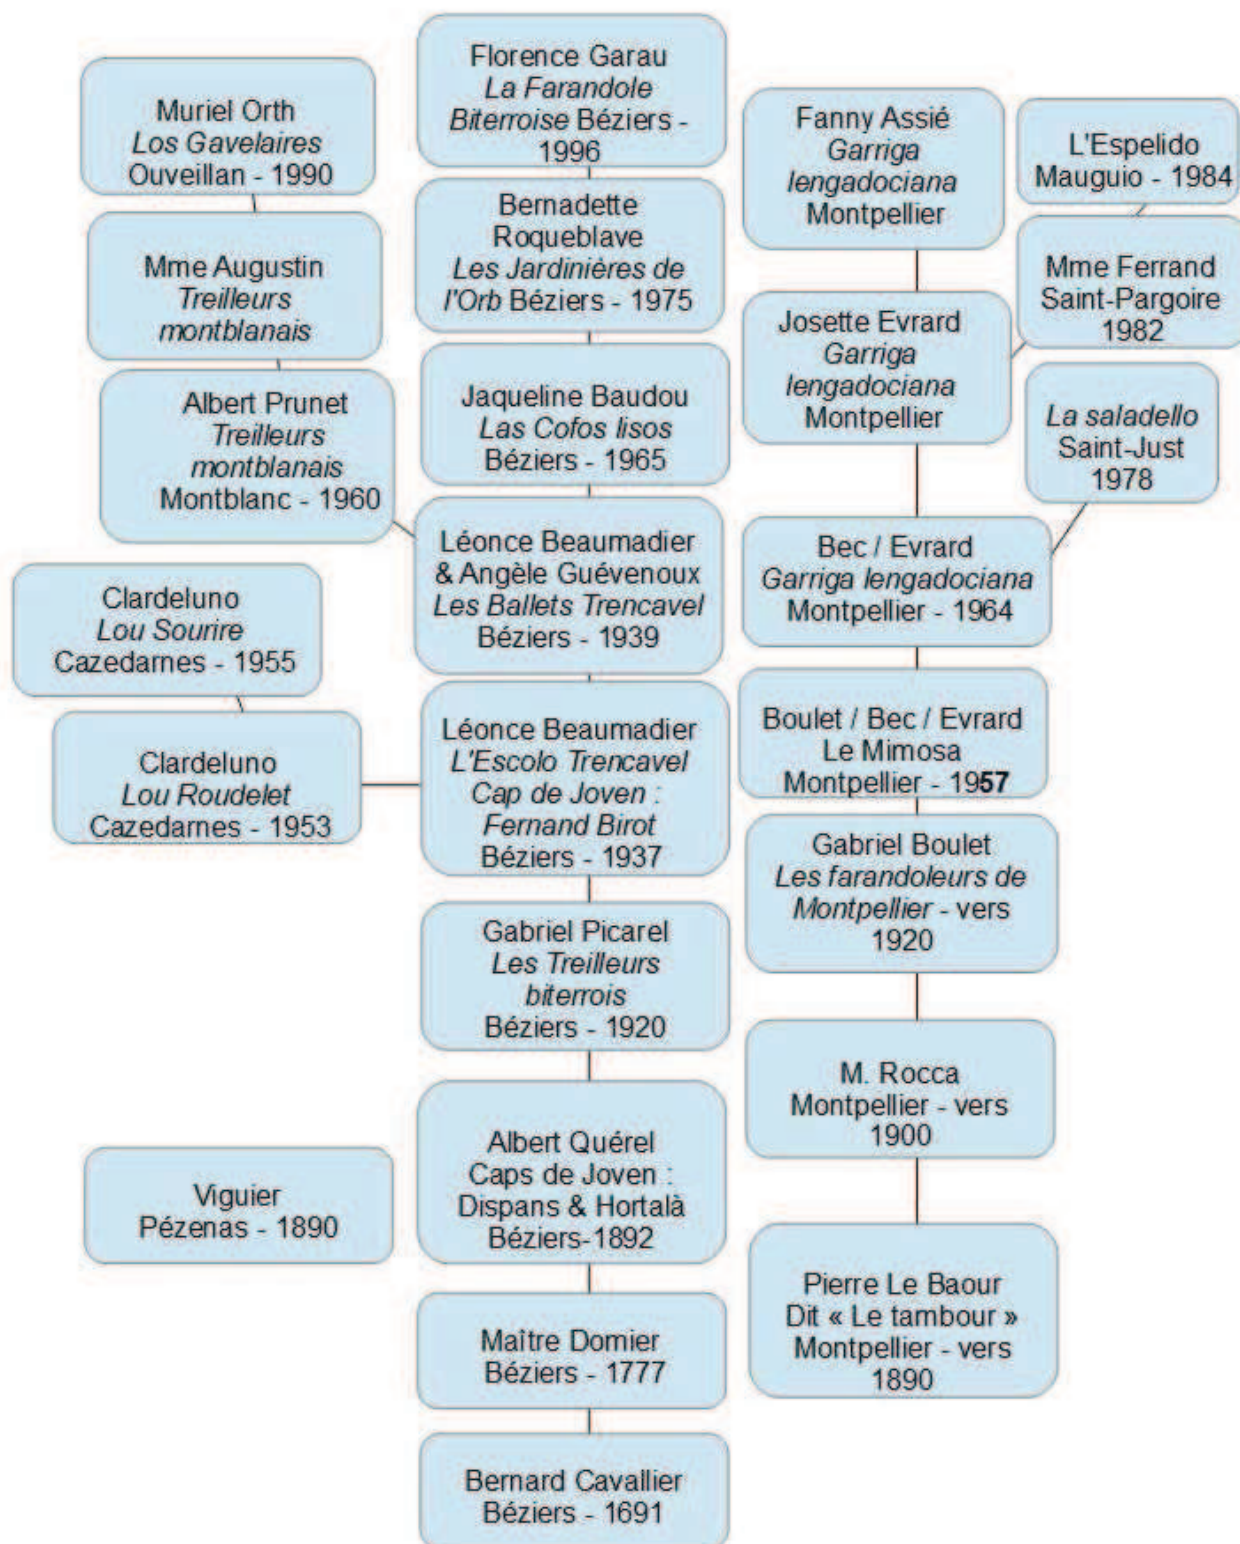 Florence Garau
La Farandole
Biterroise Béziers -
1996
Muriel Orth
Los Gavelaires
Ouveillan - 1990
Fanny Assié
Garriga
lengadociana
Montpellier
L'Espelido
Mauguio - 1984
Bernadette
Roqueblave
Les Jardinières de
l'Orb Béziers - 1975
Mme Augustin
Treilleurs
montblanais
Mme Ferrand
Saint-Pargoire
1982
Josette Evrard
Garriga
lengadociana
Montpellier
Jaqueline Baudou
Las Cofos lisos
Béziers - 1965
Albert Prunet
Treilleurs
montblanais
Montblanc - 1960
La saladello
Saint-Just
1978
Léonce Beaumadier
& Angèle Guévenoux
Les Ballets Trencavel
Béziers - 1939
Bec / Evrard
Garriga lengadociana
Montpellier - 1964
Clardeluno
Lou Sourire
Cazedarnes - 1955
Léonce Beaumadier
L'Escolo Trencavel
Cap de Joven :
Fernand Birot
Béziers - 1937
Boulet / Bec / Evrard
Le Mimosa
Montpellier - 1957
Clardeluno
Lou Roudelet
Cazedarnes - 1953
Gabriel Boulet
Les farandoleurs de
Montpellier - vers
1920
Gabriel Picarel
Les Treilleurs
biterrois
Béziers - 1920
M. Rocca
Montpellier - vers
1900
Albert Quérel
Caps de Joven :
Dispans & Hortalà
Béziers-1892
Viguier
Pézenas - 1890
Pierre Le Baour
Dit « Le tambour »
Montpellier - vers
1890
Maître Domier
Béziers - 1777
Bernard Cavallier
Béziers - 1691